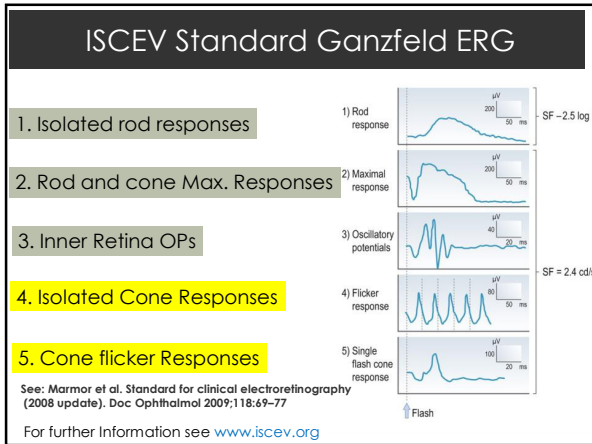 ISCEV Standard Ganzfeld ERG
1. Isolated rod responses
2. Rod and cone Max. Responses
3. Inner Retina OPs
4. Isolated Cone Responses
5. Cone flicker Responses
See: Marmor et al. Standard for clinical electroretinography
(2008 update). Doc Ophthalmol 2009;118:69–77
For further Information see www.iscev.org
1) Rod
response
µV
200
50 ms
SF –2.5 log
2) Maximal
response
µV
200
50 ms
3) Oscillatory
potentials
µV
40
20 ms
SF = 2.4 cd/s
4) Flicker
response
µV
80
50 ms
5) Single
flash cone
response
µV
100
20 ms
Flash